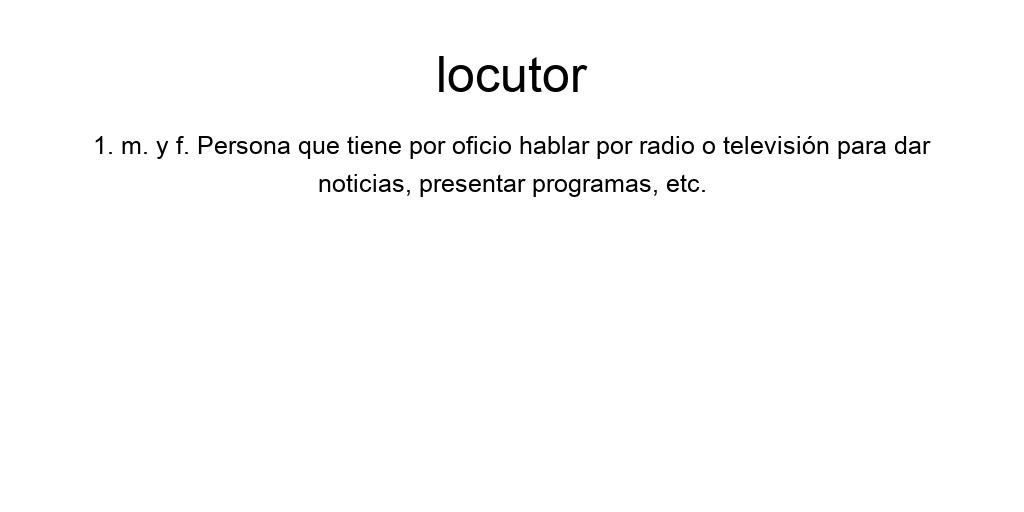 locutor
1. m. y f. Persona que tiene por oficio hablar por radio o televisión para dar
noticias, presentar programas, etc.